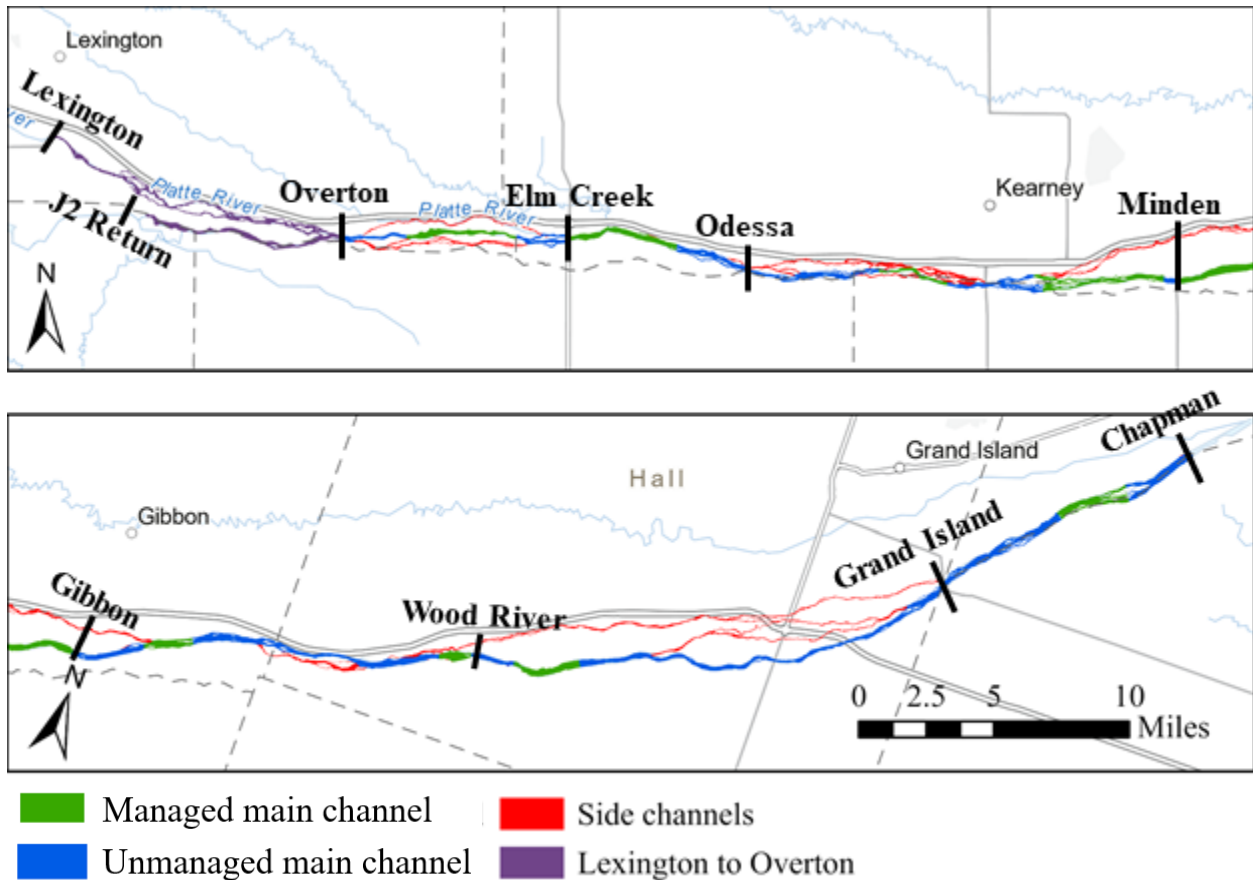 Lexington
Lexington
ver
J2 Return
Platte River
Overton
Platte River
Elm Creek
Odessa
Kearney
Minden
N
Chapman
Grand Island
Hall
Gibbon
Grand Island
Gibbon
Wood River
N
0 2.5 5 10
Miles
Managed main channel
Side channels
Unmanaged main channel
Lexington to Overton